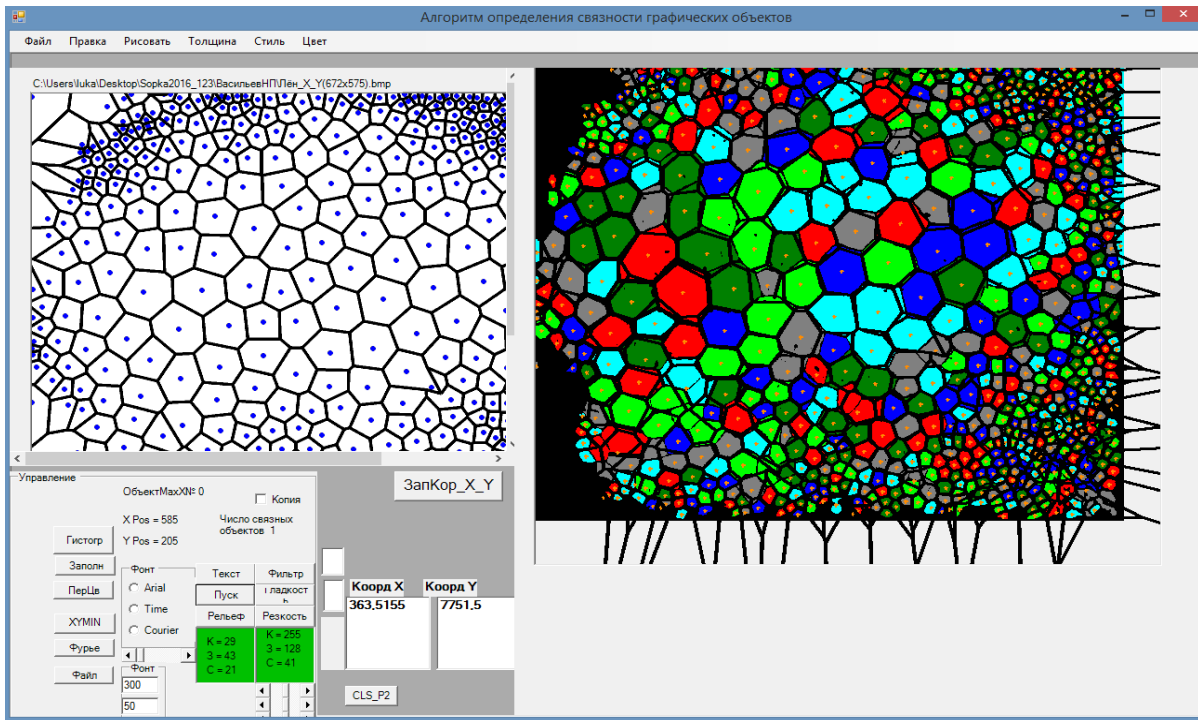 Алгоритм определения связности графических объектов
Файл Правка Рисовать Толщина Стиль Цвет
C:\Users\luka\Desktop\Sopka2016_123\ВасильевНП\Лён_X_Y(672x575).bmp
Управление
ОбъектМахXN№ 0
Копия
ЗапКор_X_Y
X Pos = 585
Y Pos = 205
Число связных
объектов 1
Гистогр
Заполн
ПерЦв
XYMIN
Фурье
Файл
Фонт
Arial
Time
Courier
Текст
Фильтр
Пуск
Рельеф
Резкость
K = 29
З = 43
C = 21
K = 255
З = 128
C = 41
Фонт
300
50
Коорд X
Коорд Y
363,5155
7751,5
CLS_P2